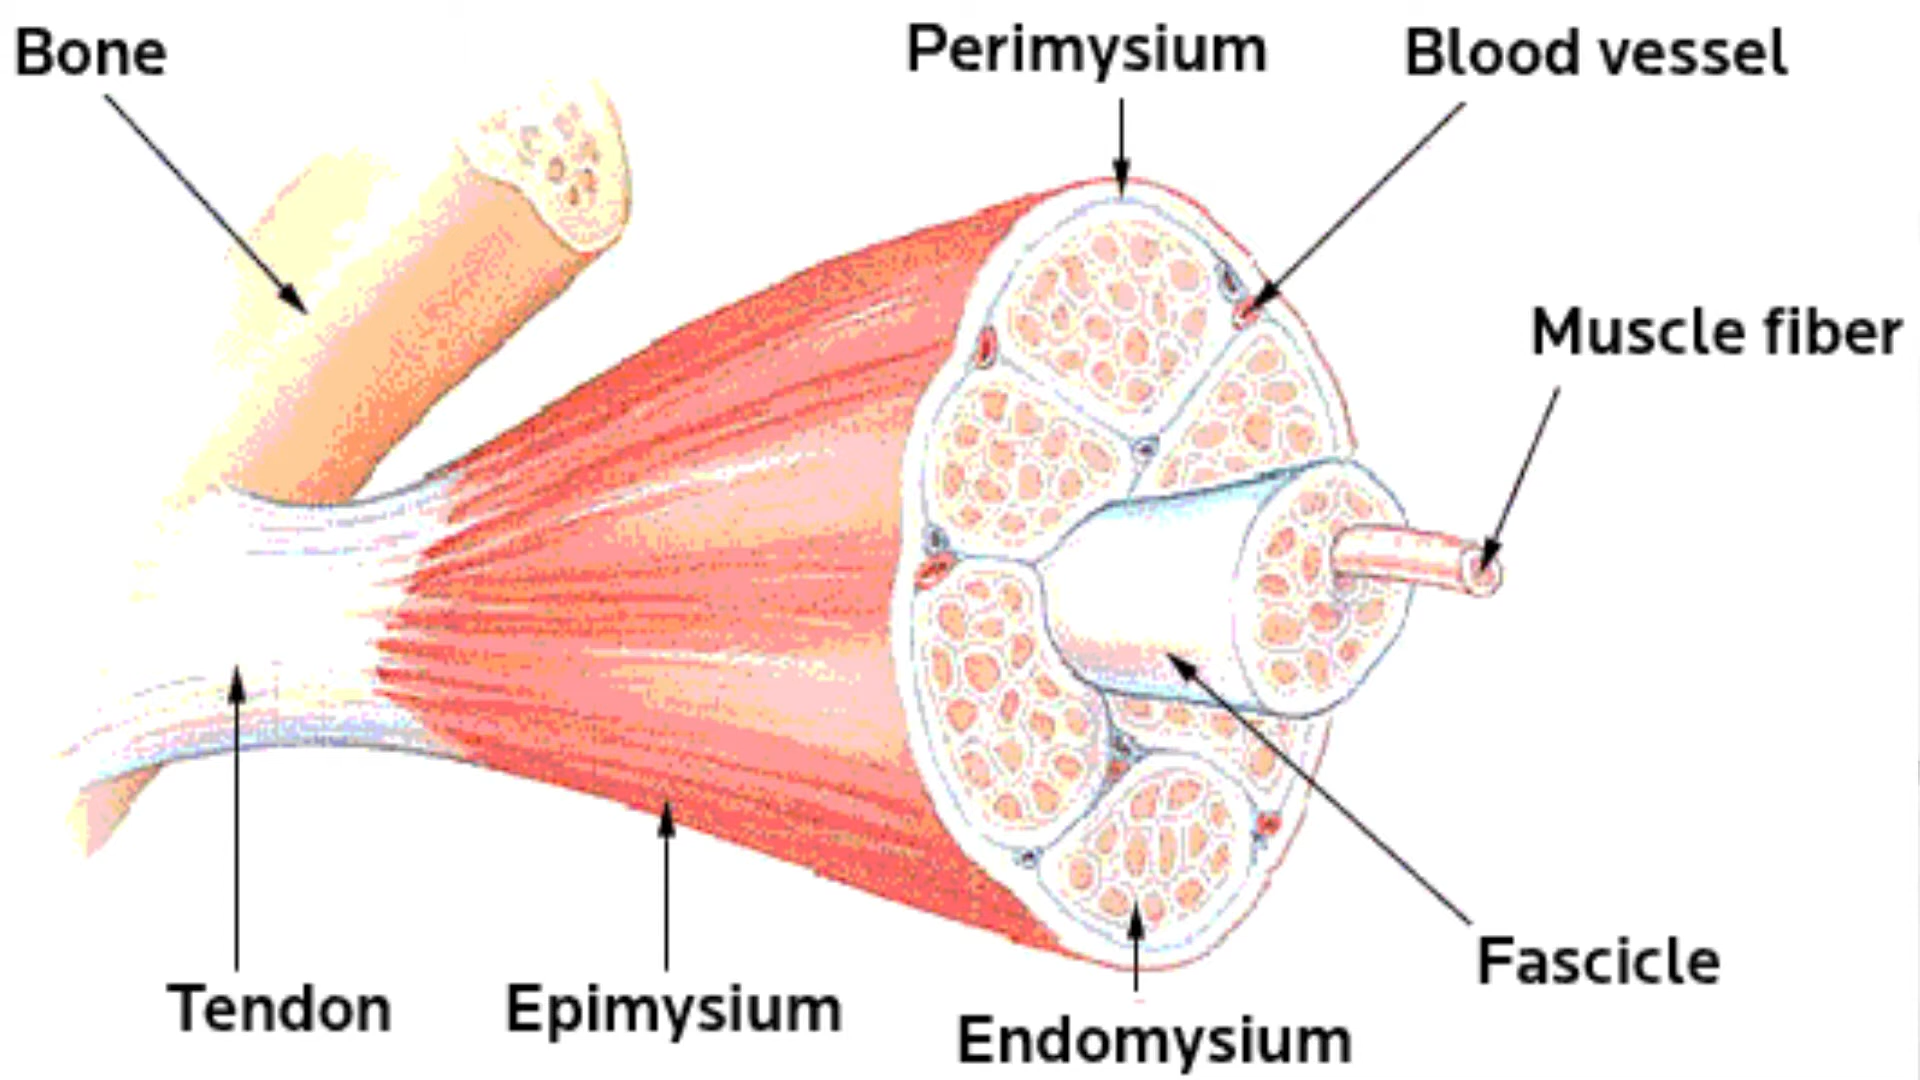 Bone
Perimysium
Blood vessel
Muscle fiber
Fascicle
Tendon
Epimysium
Endomysium